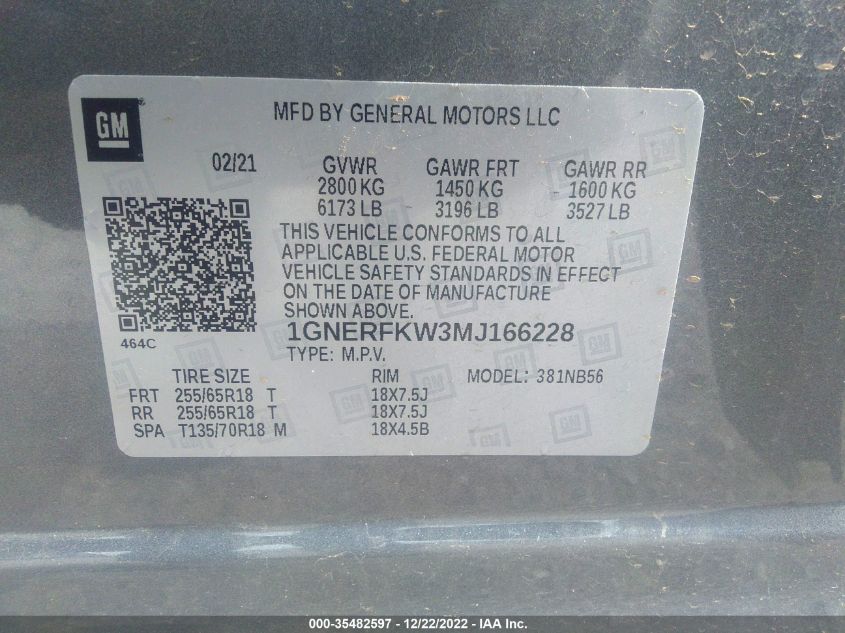 GM
MFD BY GENERAL MOTORS LLC
02/21 GVWR GAWR FRT GAWR RR
2800 KG 1450 KG 1600 KG
6173 LB 3196 LB 3527 LB
THIS VEHICLE CONFORMS TO ALL
APPLICABLE U.S. FEDERAL MOTOR
VEHICLE SAFETY STANDARDS IN EFFECT
ON THE DATE OF MANUFACTURE
SHOWN ABOVE.
464C
1GNERFKW3MJ166228
TYPE: M.P.V.
TIRE SIZE RIM MODEL: 381NB56
FRT 255/65R18 T 18X7.5J
RR 255/65R18 T 18X7.5J
SPA T135/70R18 M 18X4.5B
000-35482597 - 12/22/2022 - IAA Inc.